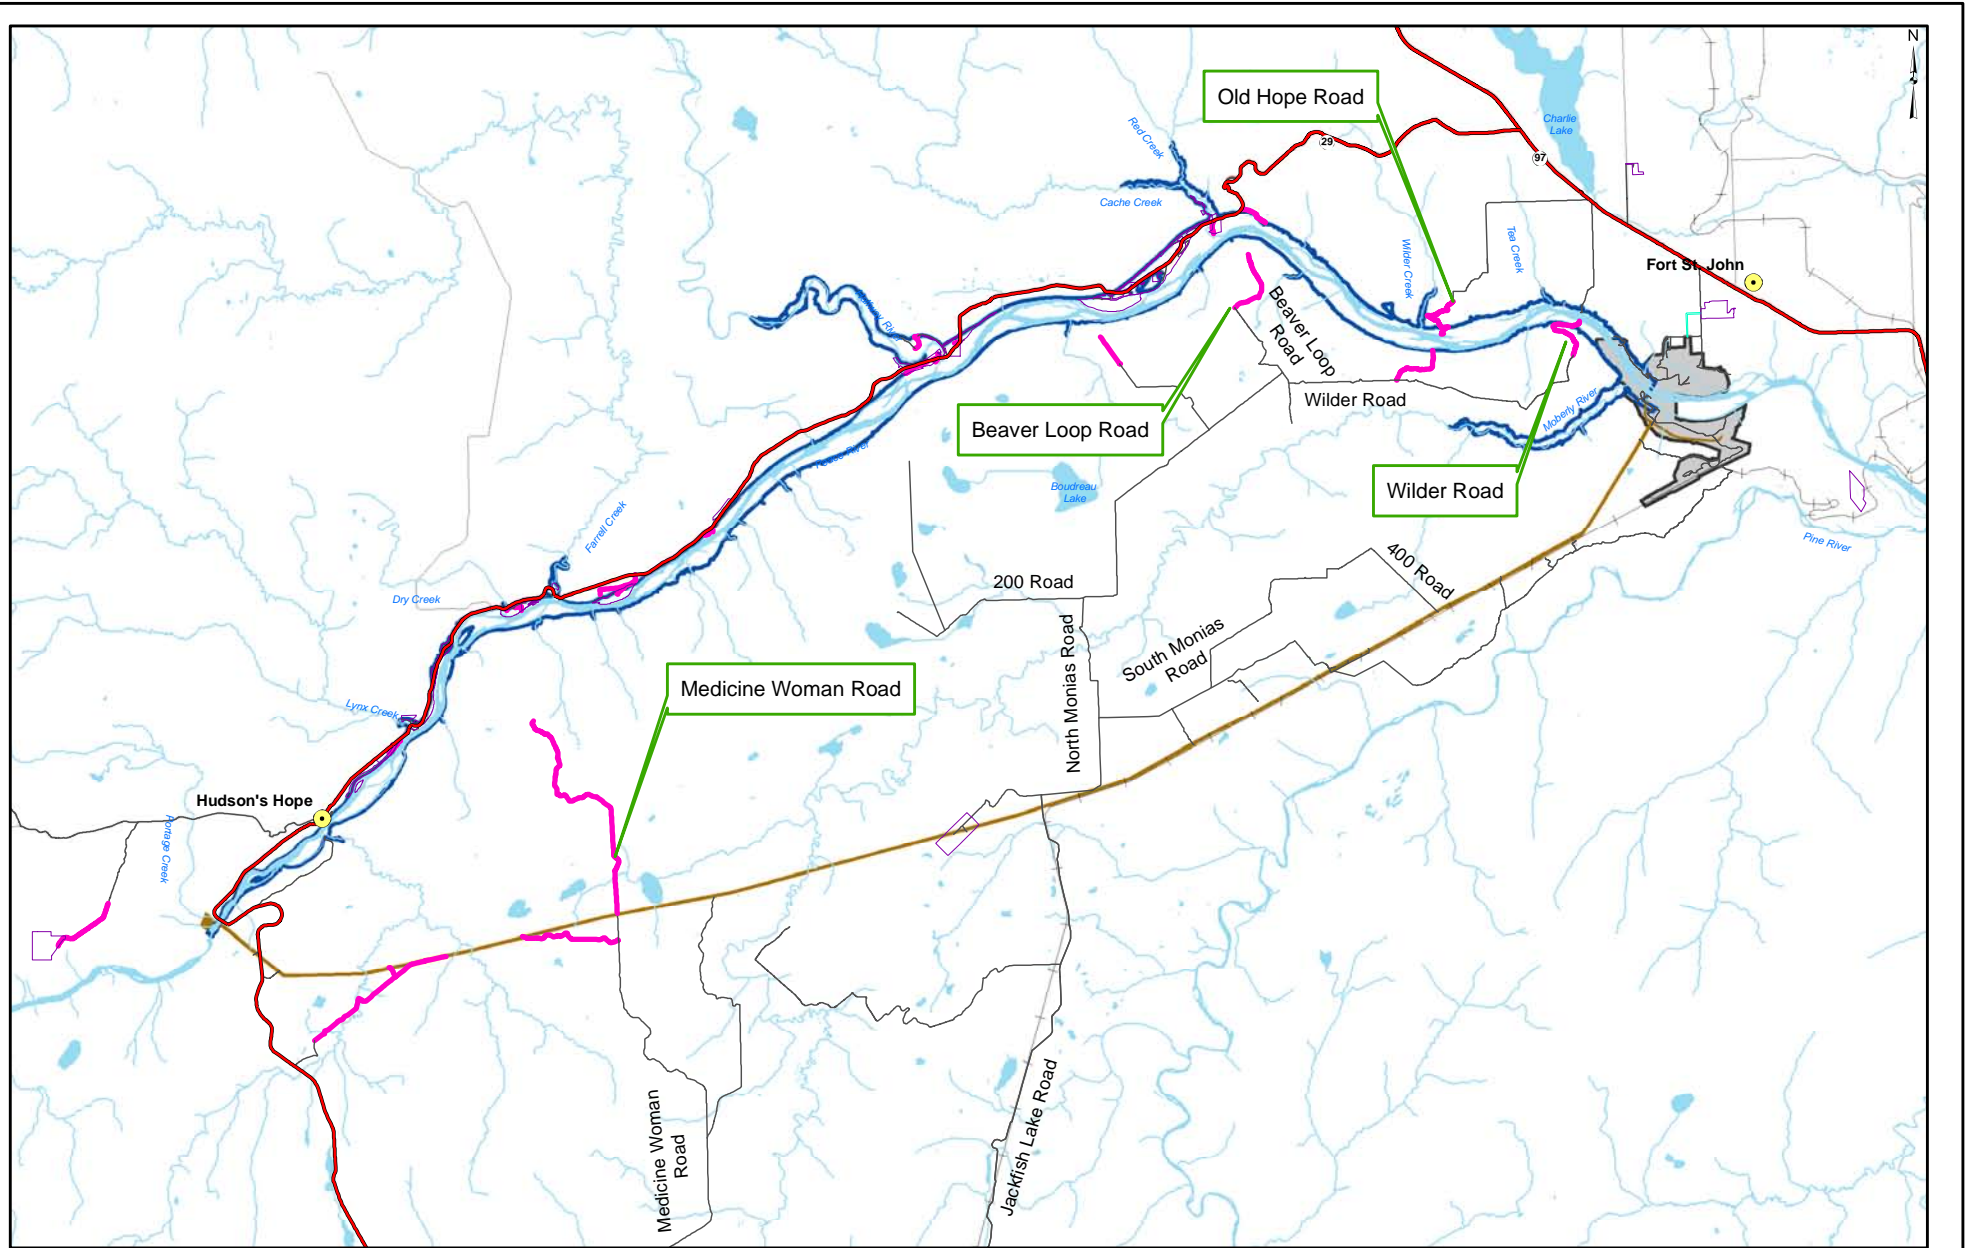 N
Old Hope Road
Charlie
Lake
Red Creek
29
97
Cache Creek
Tea Creek
Wilder Creek
Fort St. John
Beaver Loop
Road
Wilder Road
Moberly River
Beaver Loop Road
Peace River
Boudreau
Lake
Wilder Road
Farrell Creek
Pine River
400 Road
200 Road
Dry Creek
North Monias Road
South Monias
Road
Medicine Woman Road
Lynx Creek
Hudson's Hope
Portage Creek
Medicine Woman
Road
Jackfish Lake Road